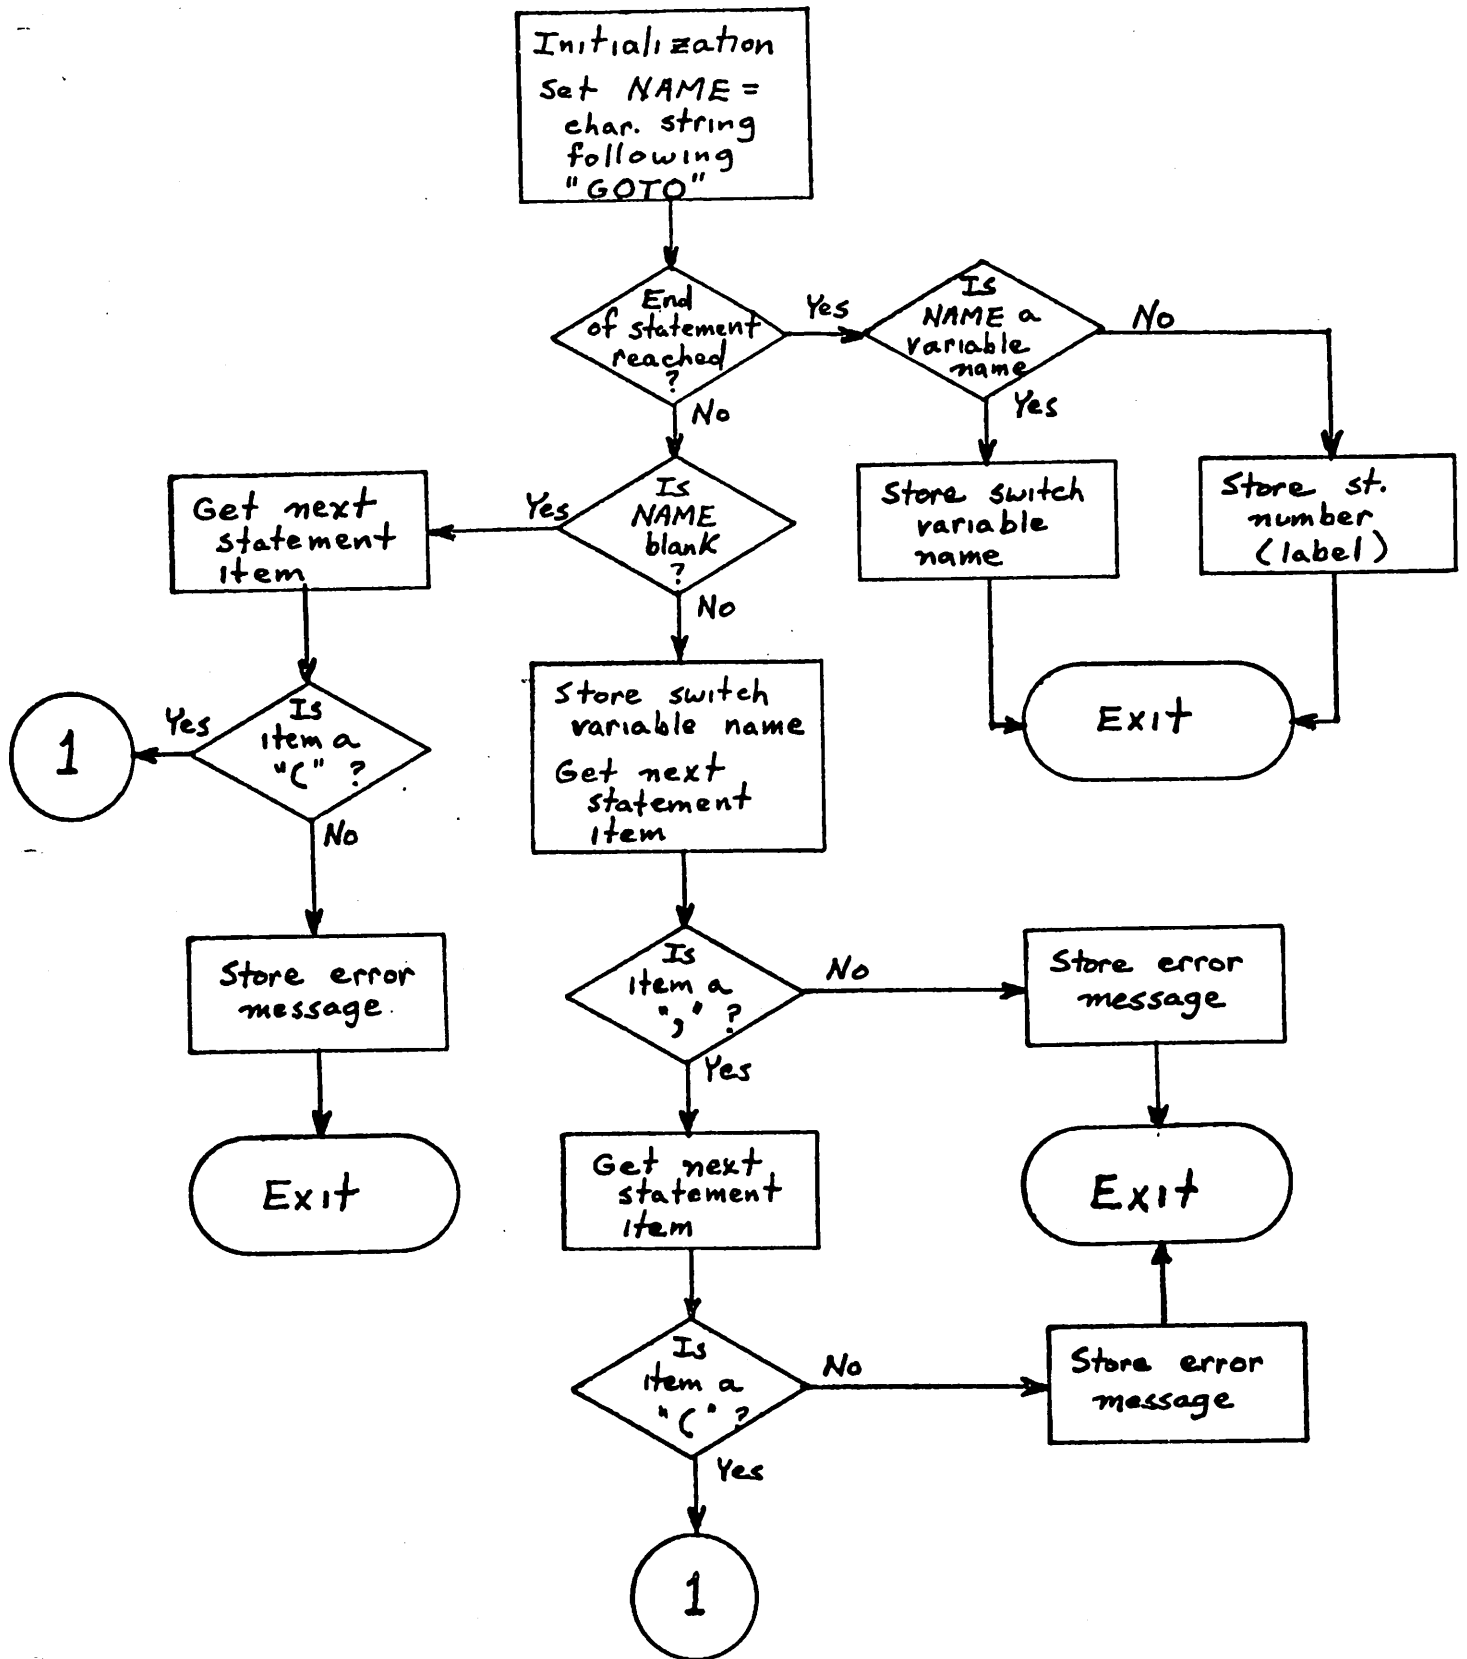 Initialization
Set NAME =
char. string
following
"GOTO"
End
of statement
reached
?
Yes
Is
NAME a
variable
name
No
Yes
No
Store switch
variable
name
Store st.
number
(label)
Exit
Is
NAME
blank
?
Yes
No
Get next
statement
item
Is
item a
"(" ?
Yes
1
No
Store error
message.
Exit
Store switch
variable name
Get next
statement
item
Is
item a
"," ?
No
Store error
message
Yes
Exit
Get next
statement
item
Is
item a
"(" ?
No
Store error
message
Yes
1